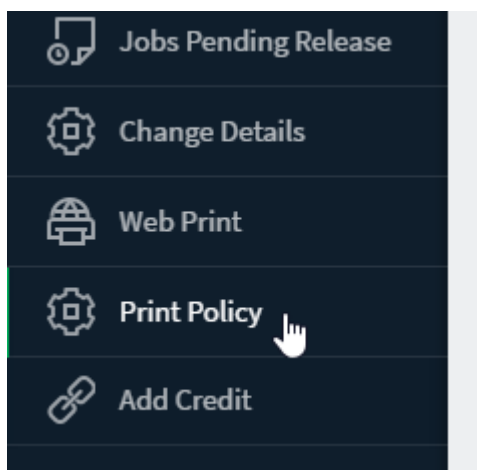 Jobs Pending Release
Change Details
Web Print
Print Policy
Add Credit